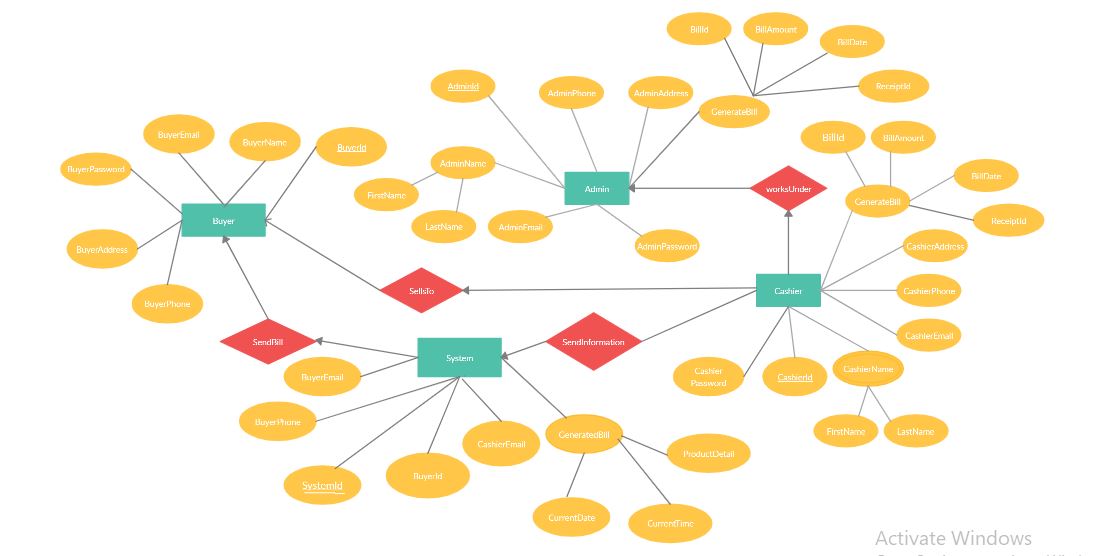 BillId
BillAmount
BillDate
ReceiptId
GenerateBill
AdminId
AdminPhone
AdminAddress
AdminName
FirstName
LastName
AdminEmail
AdminPassword
Admin
worksUnder
BillId
BillAmount
BillDate
ReceiptId
GenerateBill
BuyerEmail
BuyerName
BuyerId
BuyerPassword
BuyerAddress
BuyerPhone
Buyer
SellsTo
Cashier
CashierAddress
CashierPhone
CashierEmail
CashierName
FirstName
LastName
CashierId
Cashier
Password
SendBill
System
SendInformation
BuyerEmail
BuyerPhone
SystemId
BuyerId
CashierEmail
GeneratedBill
ProductDetail
CurrentDate
CurrentTime
Activate Windows